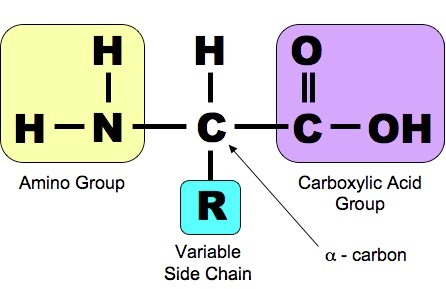 H H O
H N C C OH
Amino Group
R
Carboxylic Acid
Group
Variable
Side Chain
α - carbon